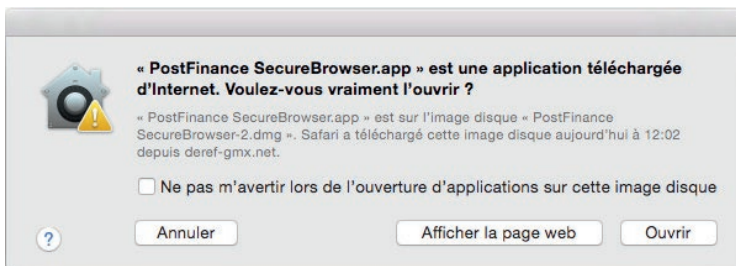 « PostFinance SecureBrowser.app » est une application téléchargée
d’Internet. Voulez-vous vraiment l’ouvrir ?
« PostFinance SecureBrowser.app » est sur l’image disque « PostFinance
SecureBrowser-2.dmg ». Safari a téléchargé cette image disque aujourd’hui à 12:02
depuis deref-gmx.net.
Ne pas m’avertir lors de l’ouverture d’applications sur cette image disque
? Annuler Afficher la page web Ouvrir